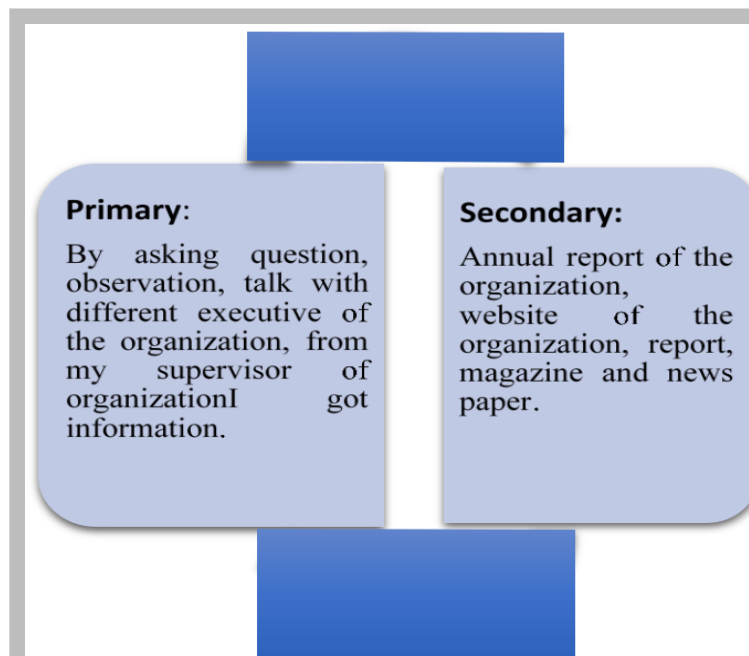 Primary:
By asking question,
observation, talk with
different executive of
the organization, from
my supervisor of
organizationI got
information.
Secondary:
Annual report of the
organization,
website of the
organization, report,
magazine and news
paper.